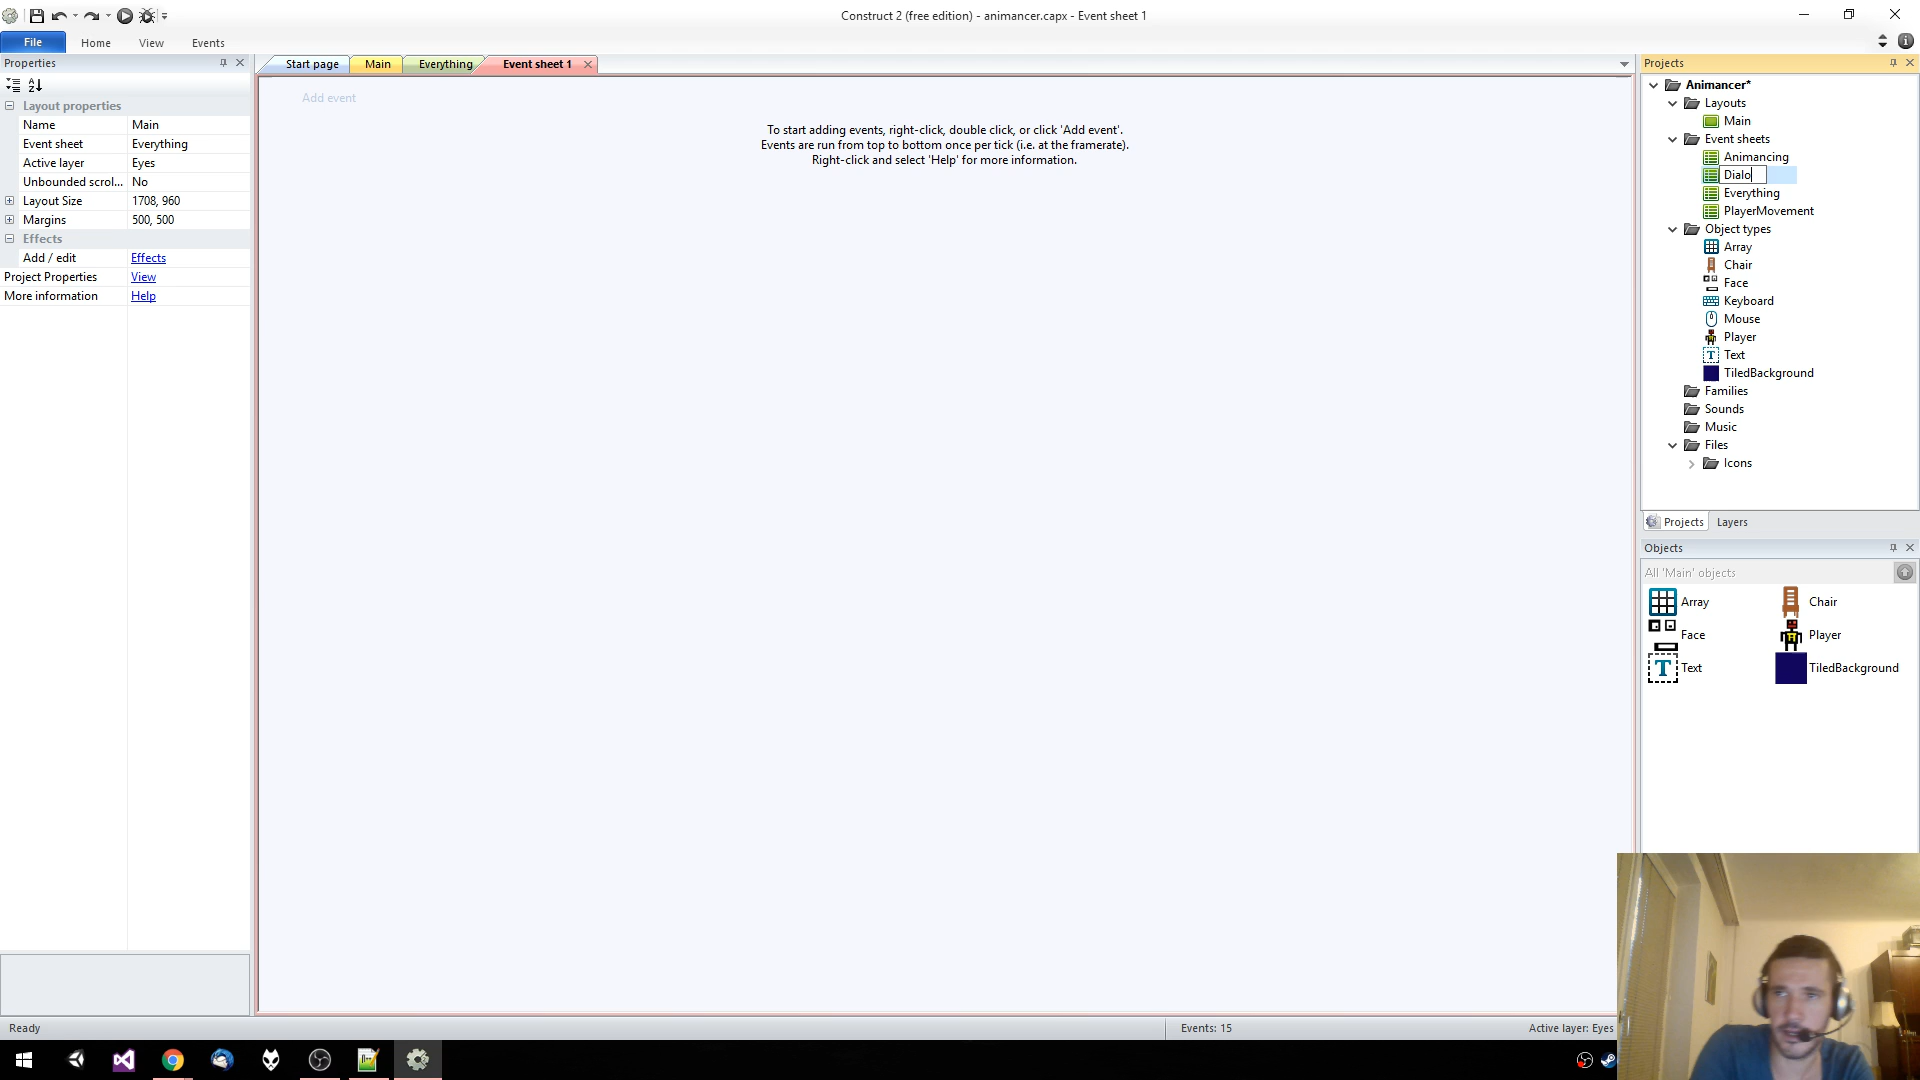 Construct 2 (free edition) - animancer.capx - Event sheet 1
File
Home
View
Events
Properties
Layout properties
Name
Main
Event sheet
Everything
Active layer
Eyes
Unbounded scrol...
No
Layout Size
1708, 960
Margins
500, 500
Effects
Add / edit
Effects
Project Properties
View
More information
Help
Start page
Main
Everything
Event sheet 1
Add event
To start adding events, right-click, double click, or click 'Add event'.
Events are run from top to bottom once per tick (i.e. at the framerate).
Right-click and select 'Help' for more information.
Projects
Animancer*
Layouts
Main
Event sheets
Animancing
Dialo
Everything
PlayerMovement
Object types
Array
Chair
Face
Keyboard
Mouse
Player
Text
TiledBackground
Families
Sounds
Music
Files
Icons
Projects
Layers
Objects
All 'Main' objects
Array
Chair
Face
Player
Text
TiledBackground
Ready
Events: 15
Active layer: Eyes